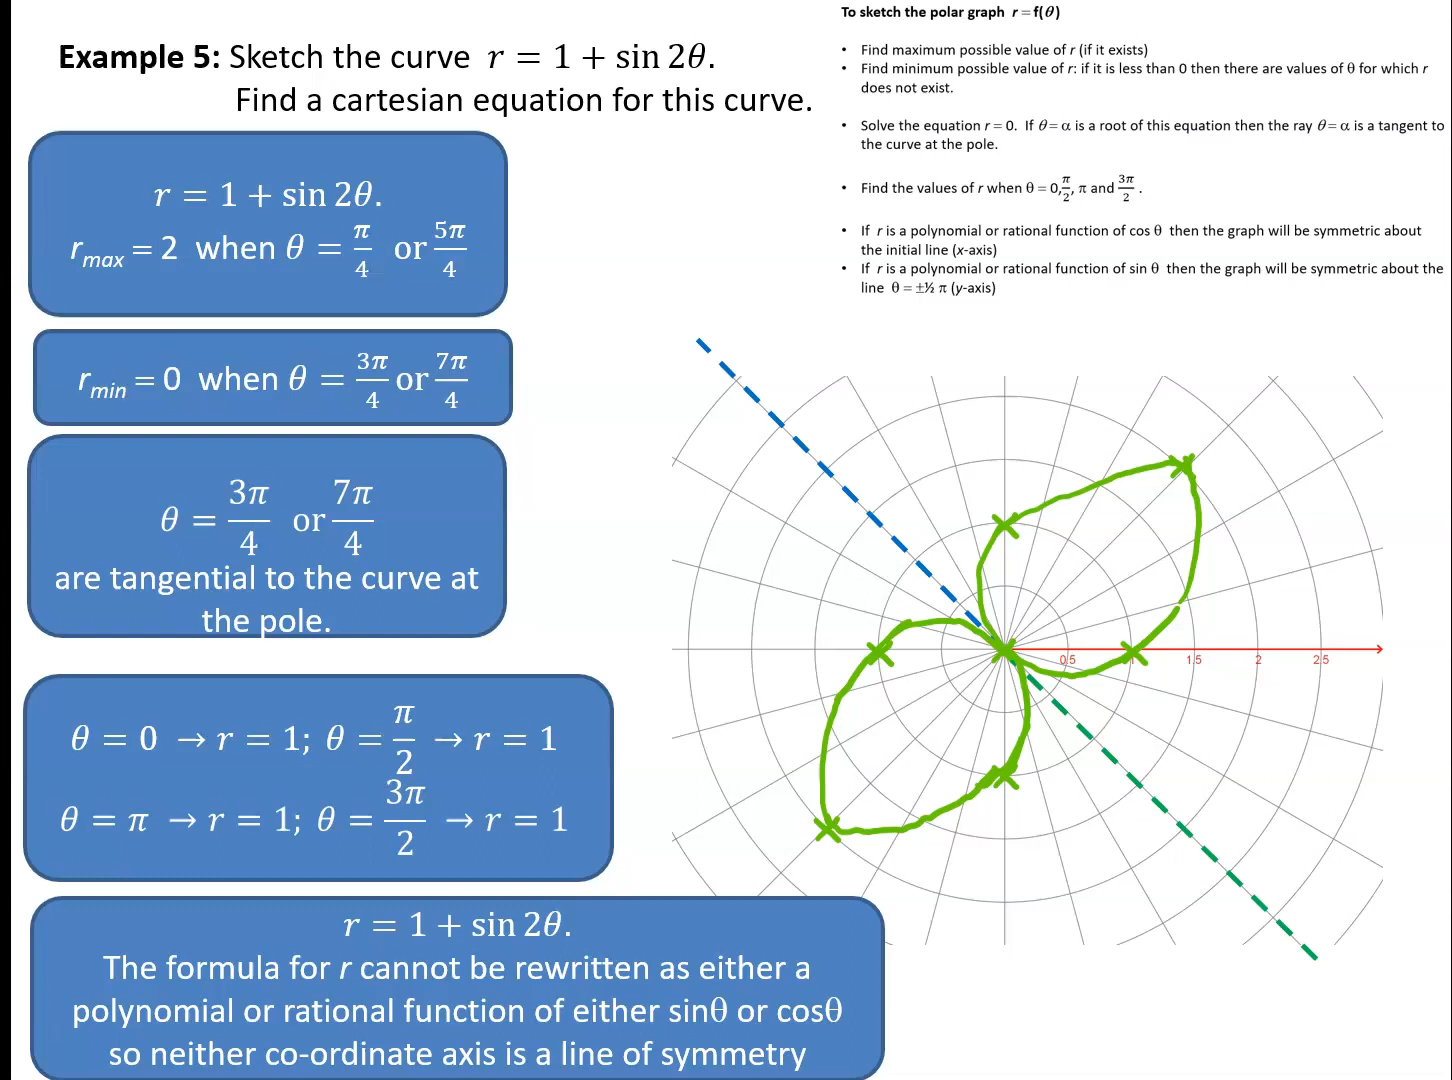 Example 5: Sketch the curve r = 1 + sin 2θ.
Find a cartesian equation for this curve.
To sketch the polar graph r = f(θ)
• Find maximum possible value of r (if it exists)
• Find minimum possible value of r: if it is less than 0 then there are values of θ for which r
does not exist.
• Solve the equation r = 0. If θ= α is a root of this equation then the ray θ= α is a tangent to
the curve at the pole.
• Find the values of r when θ = 0,π/2, π and 3π/2 .
• If r is a polynomial or rational function of cos θ then the graph will be symmetric about
the initial line (x-axis)
• If r is a polynomial or rational function of sin θ then the graph will be symmetric about the
line θ = ±½ π (y-axis)
r = 1 + sin 2θ.
rmax = 2 when θ = π/4 or 5π/4
rmin = 0 when θ = 3π/4 or 7π/4
θ = 3π/4 or 7π/4
are tangential to the curve at
the pole.
θ = 0 → r = 1; θ = π/2 → r = 1
θ = π → r = 1; θ = 3π/2 → r = 1
r = 1 + sin 2θ.
The formula for r cannot be rewritten as either a
polynomial or rational function of either sinθ or cosθ
so neither co-ordinate axis is a line of symmetry
0.5 1.5 2 2.5